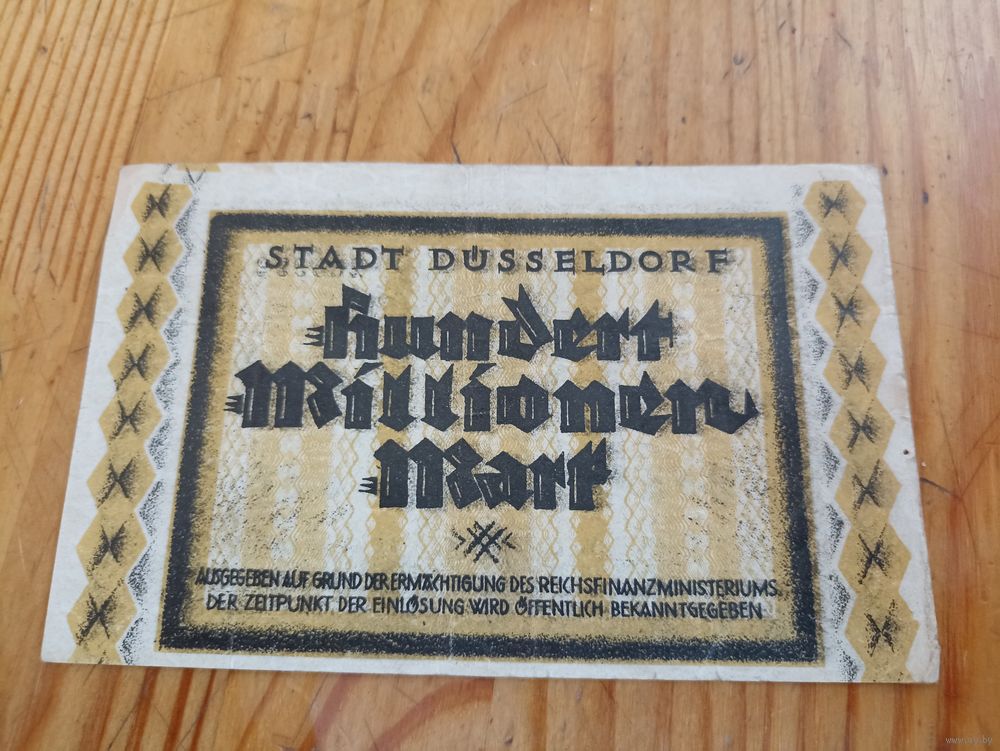 STADT DÜSSELDORF
Hundert
Millionen
Mark
AUSGEGEBEN AUF GRUND DER ERMÄCHTIGUNG DES REICHSFINANZMINISTERIUMS.
DER ZEITPUNKT DER EINLÖSUNG WIRD ÖFFENTLICH BEKANNTGEGEBEN